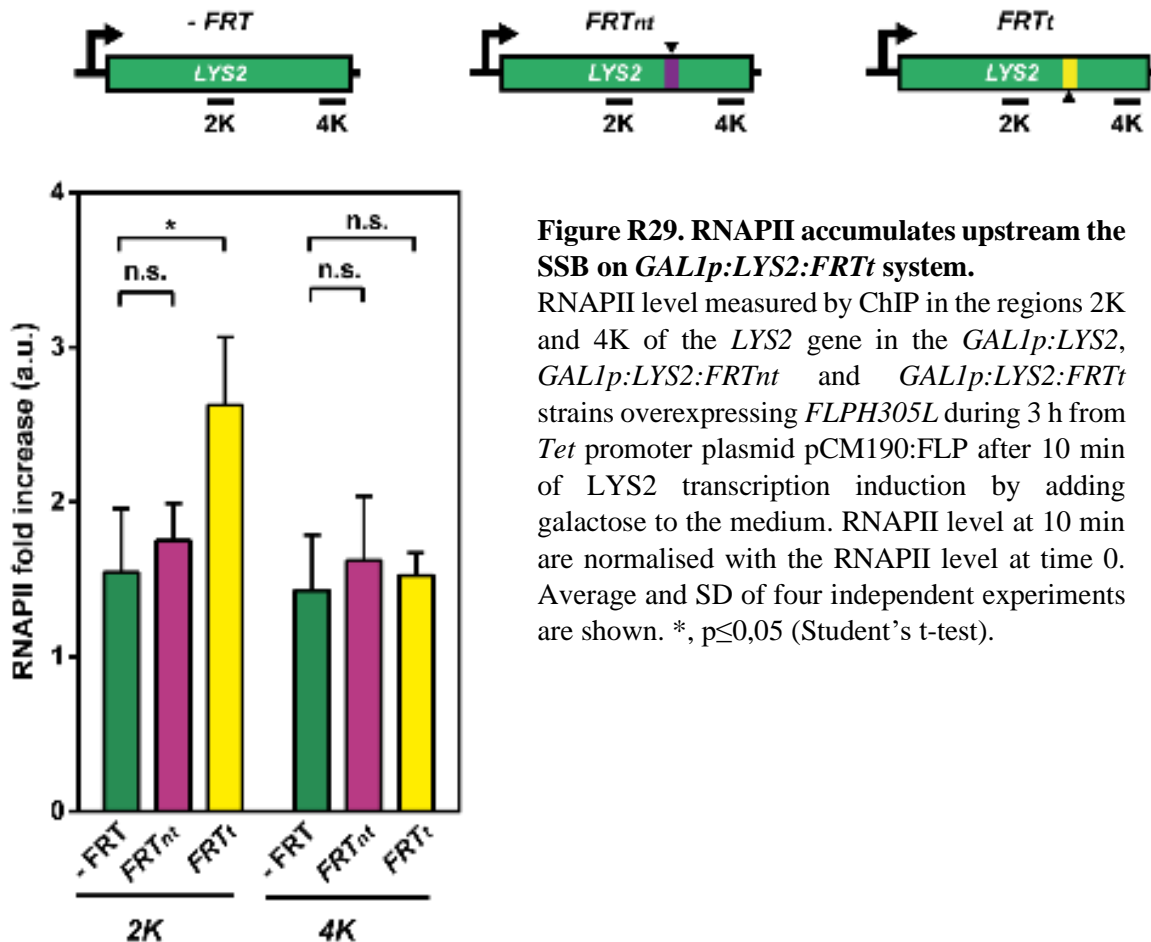 - FRT
FRTnt
FRTt
LYS2
LYS2
LYS2
2K
4K
2K
4K
2K
4K
RNAPII fold increase (a.u.)
4
3
2
1
0
*
n.s.
n.s.
n.s.
- FRT
FRTnt
FRTt
- FRT
FRTnt
FRTt
2K
4K
Figure R29. RNAPII accumulates upstream the
SSB on GAL1p:LYS2:FRTt system.
RNAPII level measured by ChIP in the regions 2K
and 4K of the LYS2 gene in the GAL1p:LYS2,
GAL1p:LYS2:FRTnt and GAL1p:LYS2:FRTt
strains overexpressing FLPH305L during 3 h from
Tet promoter plasmid pCM190:FLP after 10 min
of LYS2 transcription induction by adding
galactose to the medium. RNAPII level at 10 min
are normalised with the RNAPII level at time 0.
Average and SD of four independent experiments
are shown. *, p≤0,05 (Student’s t-test).